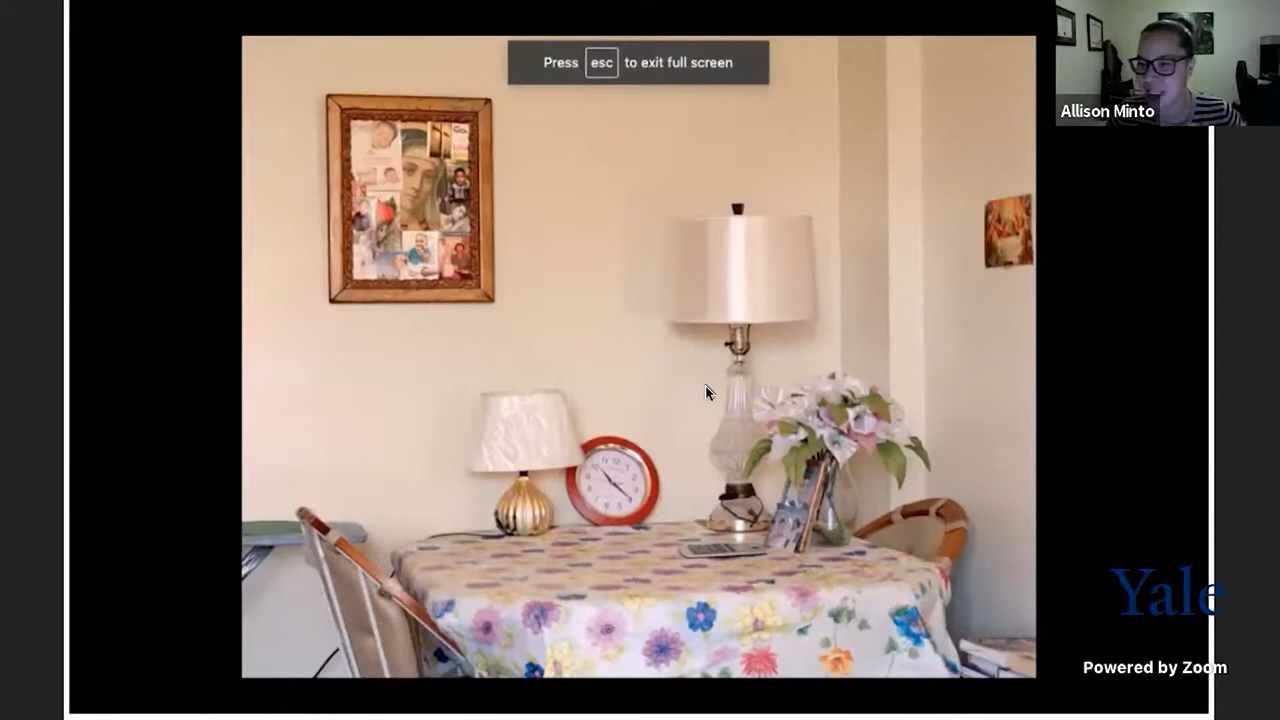 Press esc to exit full screen
Allison Minto
Yale
Powered by Zoom